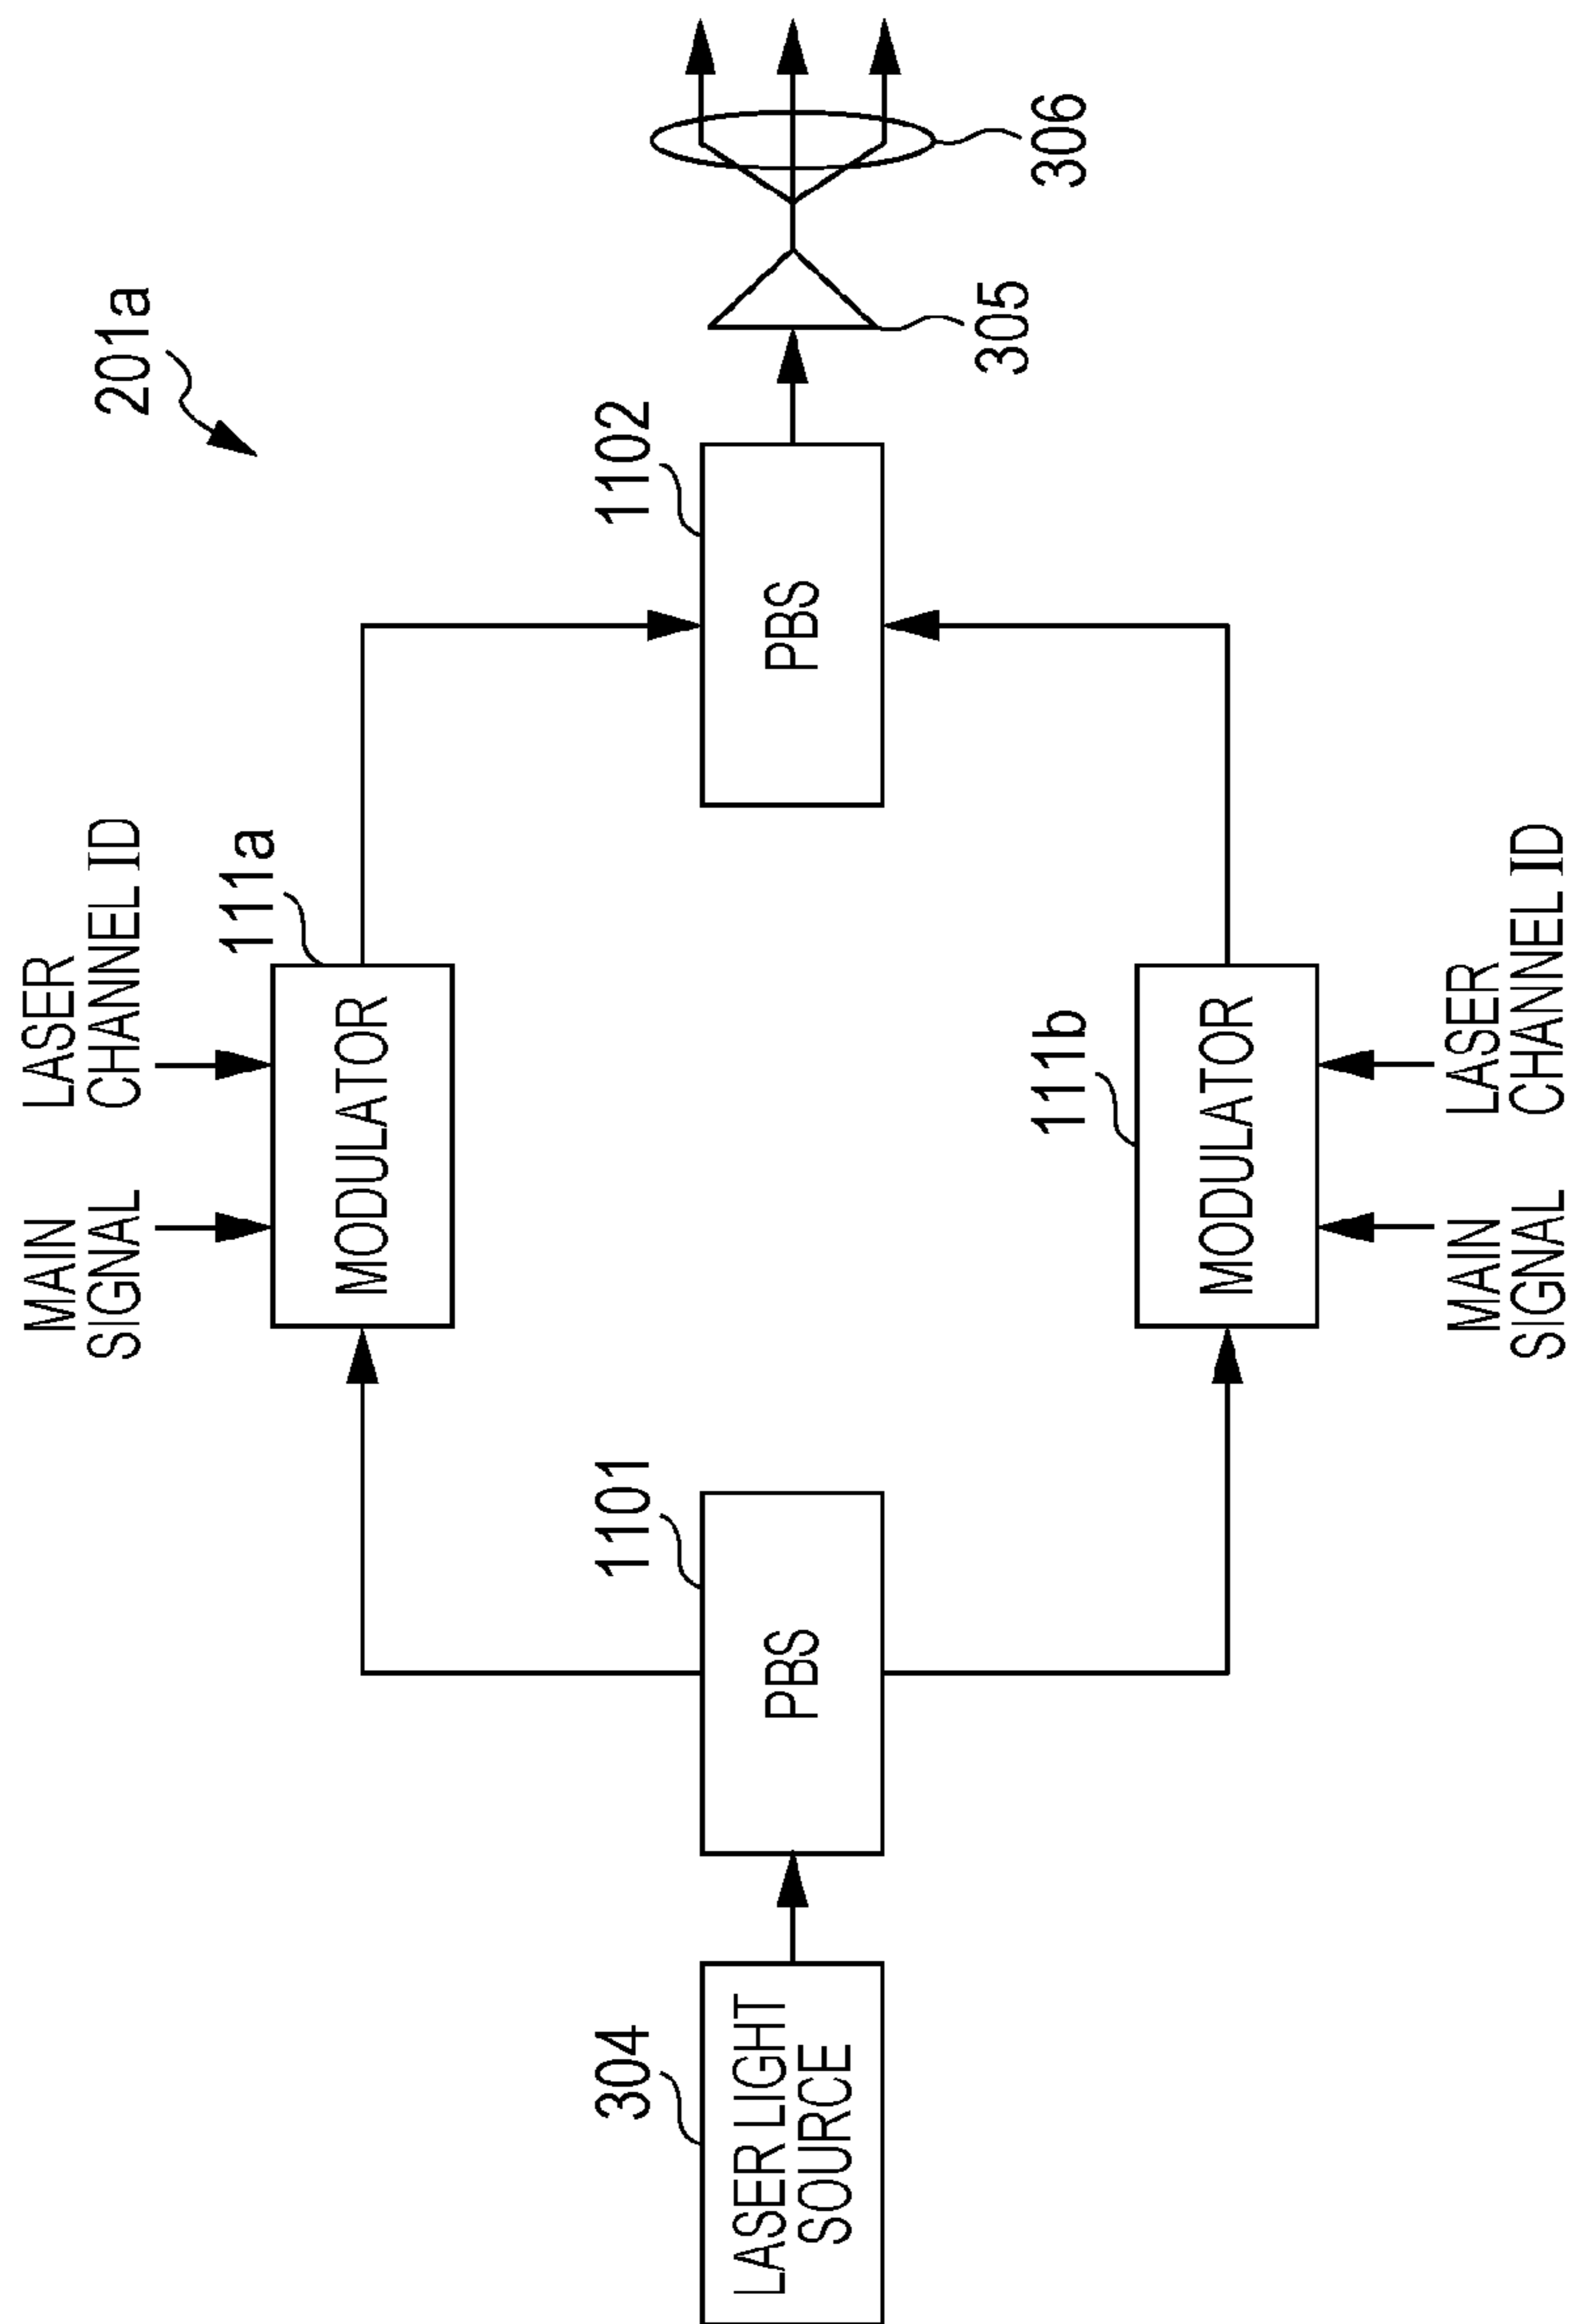 201a
LASER
CHANNEL ID
MAIN
SIGNAL
111a
MODULATOR
304
LASER LIGHT
SOURCE
1101
PBS
1102
PBS
305
306
111b
MODULATOR
MAIN
SIGNAL
LASER
CHANNEL ID